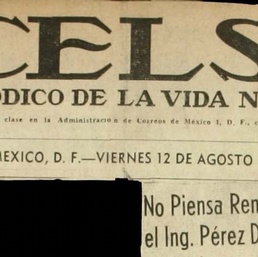 CELS
ÓDICO DE LA VIDA N
clase en la Administracion de Correos de México 1, D. F.,
MEXICO, D. F.—VIERNES 12 DE AGOSTO
No Piensa Ren
el Ing. Pérez D